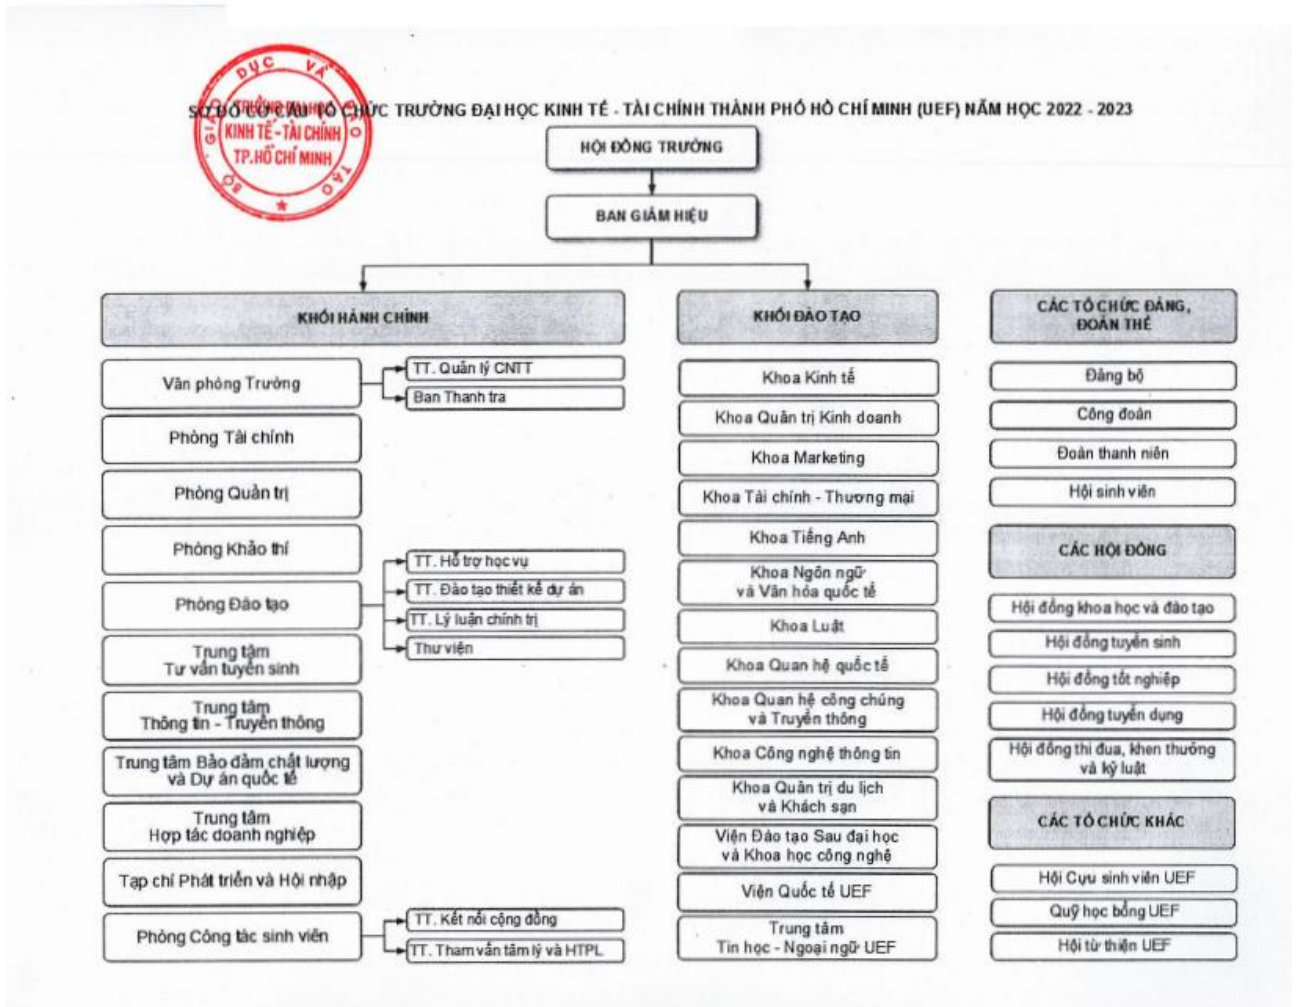 BỘ GIÁO DỤC VÀ ĐÀO TẠO
TRƯỜNG ĐẠI HỌC
KINH TẾ - TÀI CHÍNH
TP.HỒ CHÍ MINH
SƠ ĐỒ CƠ CẤU TỔ CHỨC TRƯỜNG ĐẠI HỌC KINH TẾ - TÀI CHÍNH THÀNH PHỐ HỒ CHÍ MINH (UEF) NĂM HỌC 2022 - 2023
HỘI ĐỒNG TRƯỜNG
BAN GIÁM HIỆU
KHỐI HÀNH CHÍNH
Văn phòng Trường
TT. Quản lý CNTT
Ban Thanh tra
Phòng Tài chính
Phòng Quản trị
Phòng Khảo thí
Phòng Đào tạo
TT. Hỗ trợ học vụ
TT. Đào tạo thiết kế dự án
TT. Lý luận chính trị
Thư viện
Trung tâm
Tư vấn tuyển sinh
Trung tâm
Thông tin - Truyền thông
Trung tâm Bảo đảm chất lượng
và Dự án quốc tế
Trung tâm
Hợp tác doanh nghiệp
Tạp chí Phát triển và Hội nhập
Phòng Công tác sinh viên
TT. Kết nối cộng đồng
TT. Tham vấn tâm lý và HTPL
KHỐI ĐÀO TẠO
Khoa Kinh tế
Khoa Quản trị Kinh doanh
Khoa Marketing
Khoa Tài chính - Thương mại
Khoa Tiếng Anh
Khoa Ngôn ngữ
và Văn hóa quốc tế
Khoa Luật
Khoa Quan hệ quốc tế
Khoa Quan hệ công chúng
và Truyền thông
Khoa Công nghệ thông tin
Khoa Quản trị du lịch
và Khách sạn
Viện Đào tạo Sau đại học
và Khoa học công nghệ
Viện Quốc tế UEF
Trung tâm
Tin học - Ngoại ngữ UEF
CÁC TỔ CHỨC ĐẢNG,
ĐOÀN THỂ
Đảng bộ
Công đoàn
Đoàn thanh niên
Hội sinh viên
CÁC HỘI ĐỒNG
Hội đồng khoa học và đào tạo
Hội đồng tuyển sinh
Hội đồng tốt nghiệp
Hội đồng tuyển dụng
Hội đồng thi đua, khen thưởng
và kỷ luật
CÁC TỔ CHỨC KHÁC
Hội Cựu sinh viên UEF
Quỹ học bổng UEF
Hội từ thiện UEF